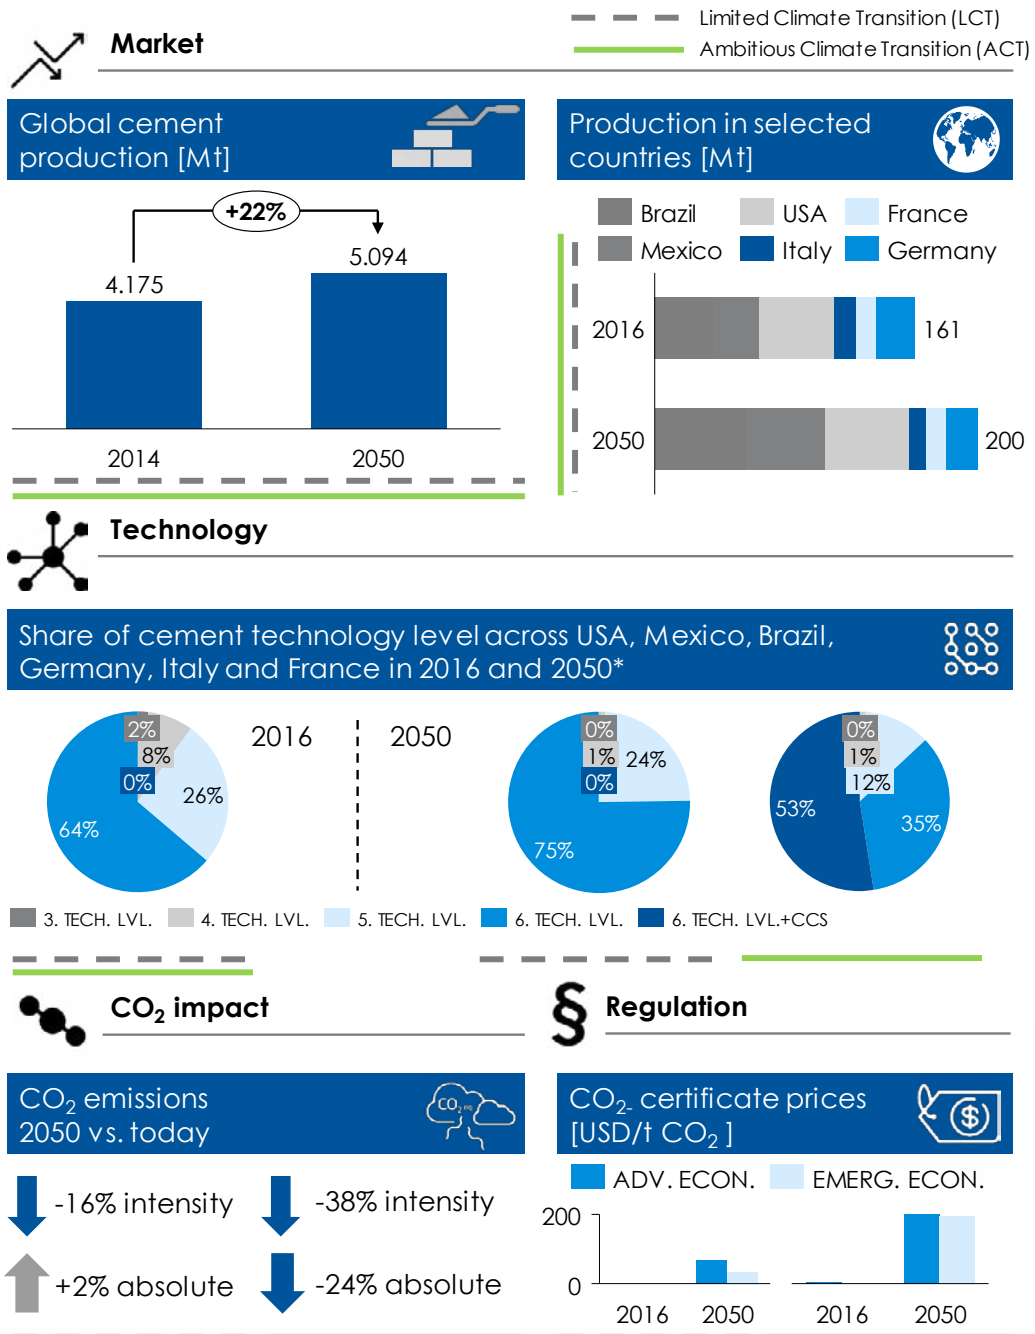 Limited Climate Transition (LCT)
Ambitious Climate Transition (ACT)
Market
Global cement
production [Mt]
+22%
4.175
5.094
2014
2050
Production in selected
countries [Mt]
Brazil
USA
France
Mexico
Italy
Germany
2016
161
2050
200
Technology
Share of cement technology level across USA, Mexico, Brazil,
Germany, Italy and France in 2016 and 2050*
2016
2050
2%
8%
0%
26%
64%
0%
1%
0%
24%
75%
0%
1%
12%
53%
35%
3. TECH. LVL.
4. TECH. LVL.
5. TECH. LVL.
6. TECH. LVL.
6. TECH. LVL.+CCS
CO₂ impact
CO₂ emissions
2050 vs. today
CO₂ eq
-16% intensity
-38% intensity
+2% absolute
-24% absolute
§
Regulation
CO₂- certificate prices
[USD/t CO₂ ]
$
ADV. ECON.
EMERG. ECON.
200
0
2016
2050
2016
2050